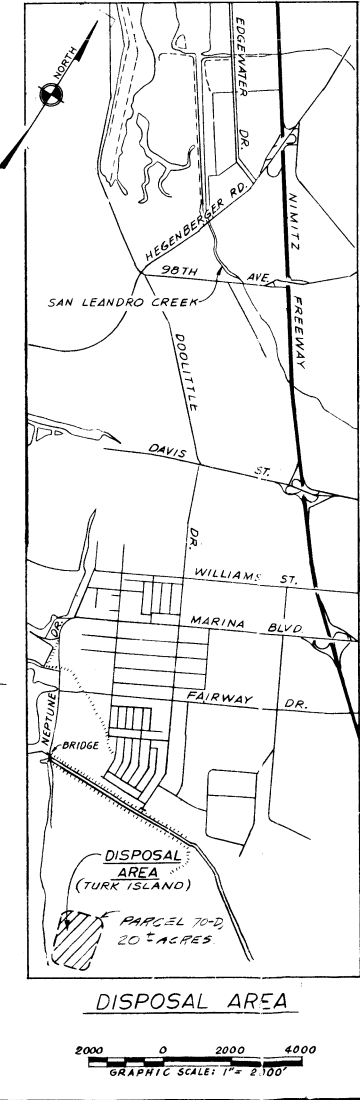 NORTH
EDGEWATER DR.
HEGENBERGER RD.
NIMITZ FREEWAY
98TH AVE.
SAN LEANDRO CREEK
DOOLITTLE DR.
DAVIS ST.
WILLIAMS ST.
DR.
MARINA BLVD
FAIRWAY DR.
NEPTUNE
BRIDGE
DISPOSAL
AREA
(TURK ISLAND)
PARCEL 70-D,
20± ACRES.
DISPOSAL AREA
2000 0 2000 4000
GRAPHIC SCALE: 1"= 2000'